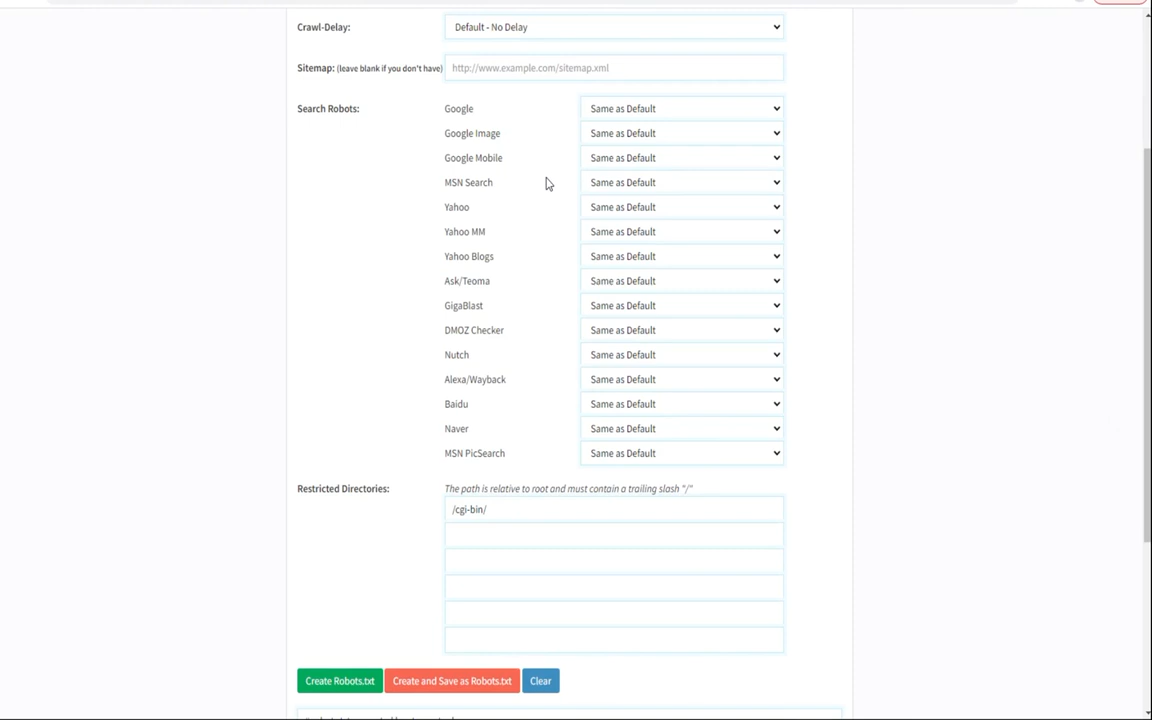 Crawl-Delay: Default - No Delay
Sitemap: (leave blank if you don't have) http://www.example.com/sitemap.xml
Search Robots: Google Same as Default
Google Image Same as Default
Google Mobile Same as Default
MSN Search Same as Default
Yahoo Same as Default
Yahoo MM Same as Default
Yahoo Blogs Same as Default
Ask/Teoma Same as Default
GigaBlast Same as Default
DMOZ Checker Same as Default
Nutch Same as Default
Alexa/Wayback Same as Default
Baidu Same as Default
Naver Same as Default
MSN PicSearch Same as Default
Restricted Directories: The path is relative to root and must contain a trailing slash "/"
/cgi-bin/
Create Robots.txt Create and Save as Robots.txt Clear